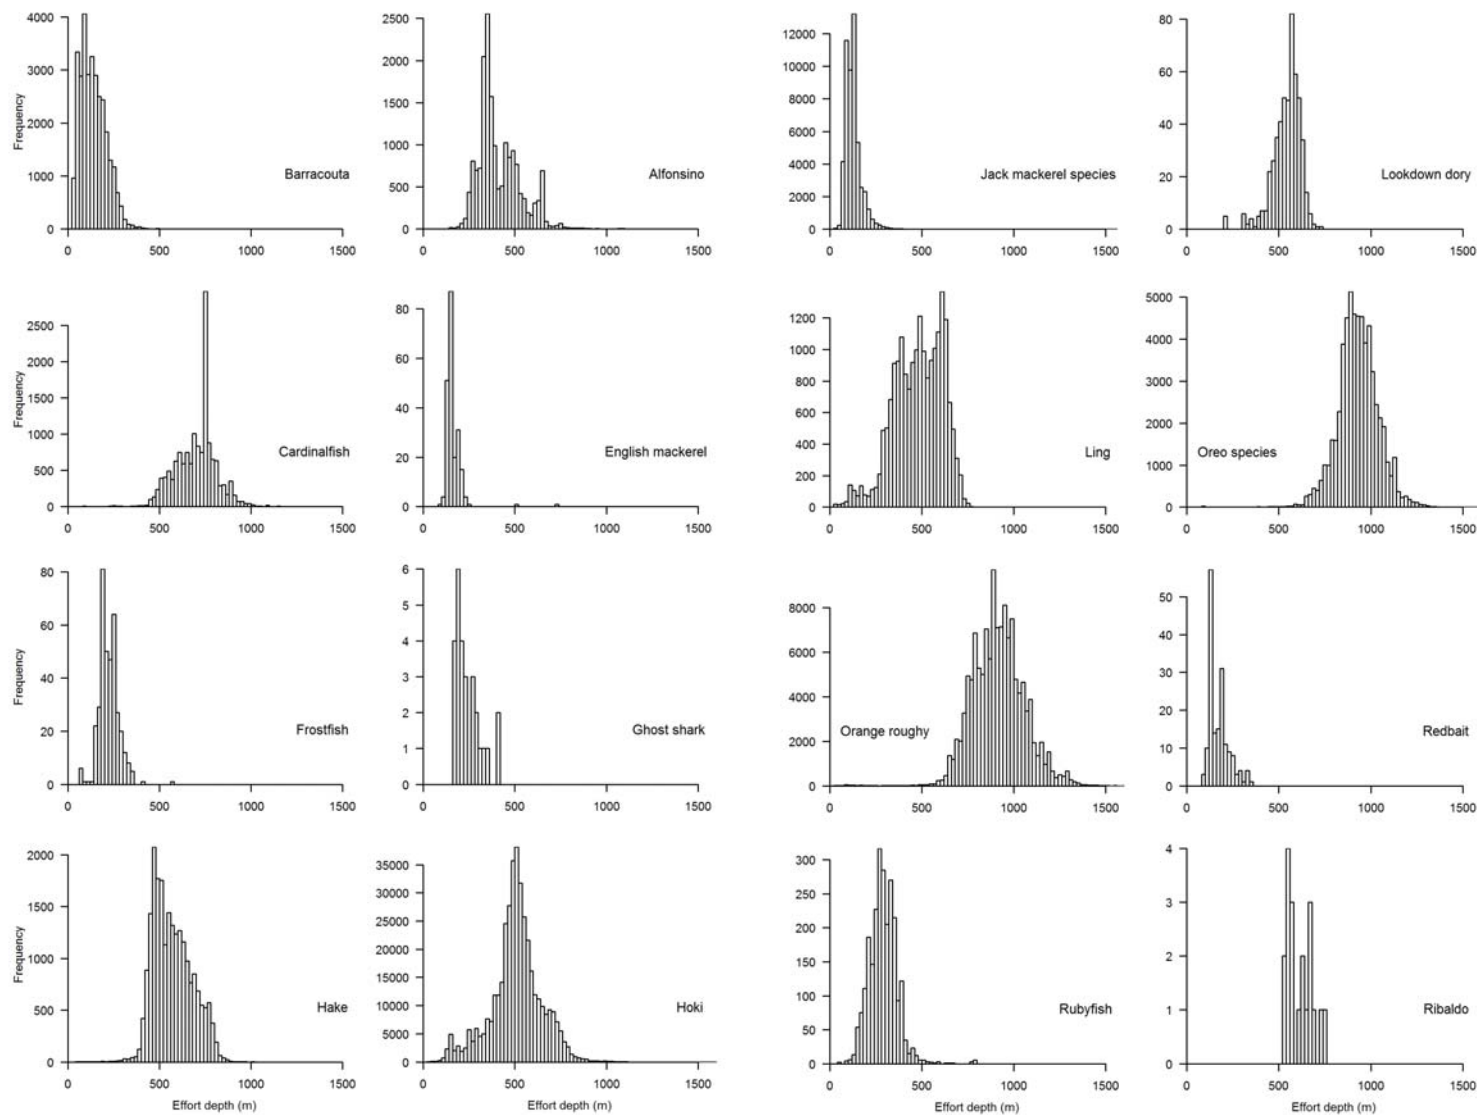 4000
3000
2000
1000
0
Frequency
0 500 1000 1500
Barracouta
2500
2000
1500
1000
500
0
0 500 1000 1500
Alfonsino
12000
10000
8000
6000
4000
2000
0
0 500 1000 1500
Jack mackerel species
80
60
40
20
0
0 500 1000 1500
Lookdown dory
2500
2000
1500
1000
500
0
Frequency
0 500 1000 1500
Cardinalfish
80
60
40
20
0
0 500 1000 1500
English mackerel
1200
1000
800
600
400
200
0
0 500 1000 1500
Ling
5000
4000
3000
2000
1000
0
0 500 1000 1500
Oreo species
80
60
40
20
0
Frequency
0 500 1000 1500
Frostfish
6
5
4
3
2
1
0
0 500 1000 1500
Ghost shark
8000
6000
4000
2000
0
0 500 1000 1500
Orange roughy
50
40
30
20
10
0
0 500 1000 1500
Redbait
2000
1500
1000
500
0
Frequency
0 500 1000 1500
Effort depth (m)
Hake
35000
30000
25000
20000
15000
10000
5000
0
0 500 1000 1500
Effort depth (m)
Hoki
300
250
200
150
100
50
0
0 500 1000 1500
Effort depth (m)
Rubyfish
4
3
2
1
0
0 500 1000 1500
Effort depth (m)
Ribaldo